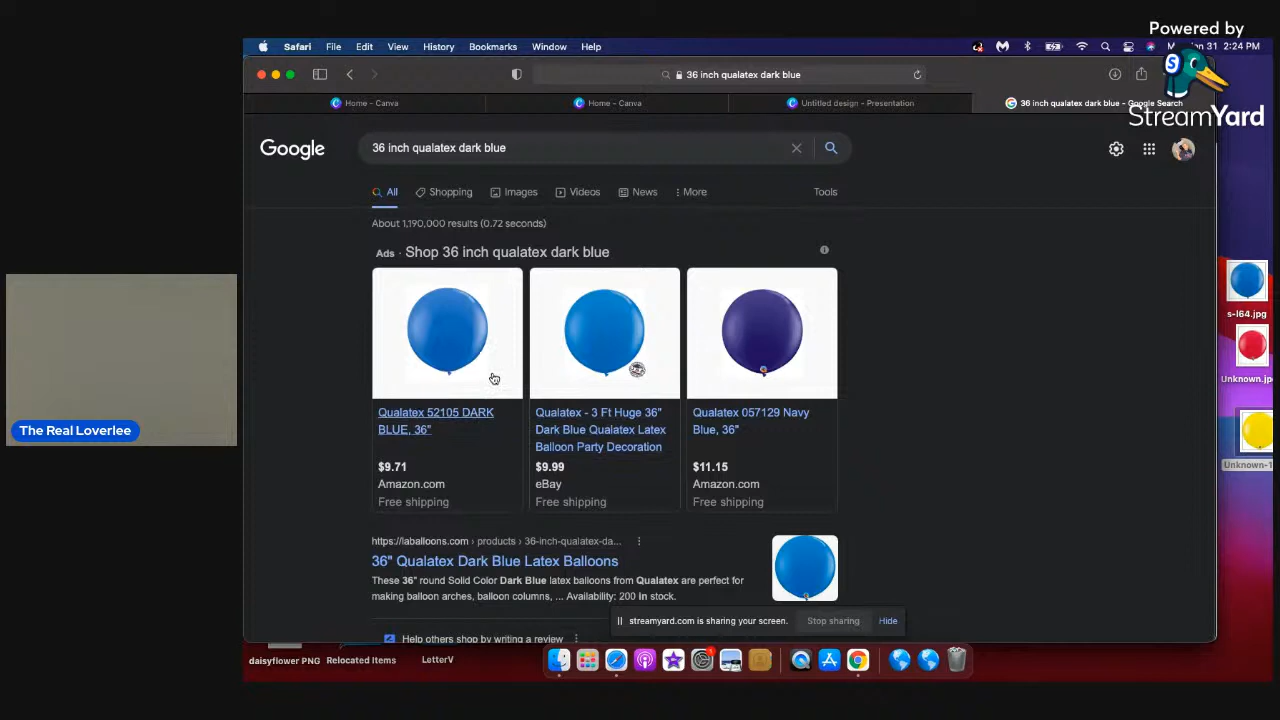 Powered by
StreamYard
Safari File Edit View History Bookmarks Window Help
31 2:24 PM
36 inch qualatex dark blue
Home – Canva
Home – Canva
Untitled design – Presentation
36 inch qualatex dark blue – Google Search
Google
36 inch qualatex dark blue
All Shopping Images Videos News More Tools
About 1,190,000 results (0.72 seconds)
Ads · Shop 36 inch qualatex dark blue
Qualatex 52105 DARK
BLUE, 36"
$9.71
Amazon.com
Free shipping
Qualatex - 3 Ft Huge 36"
Dark Blue Qualatex Latex
Balloon Party Decoration
$9.99
eBay
Free shipping
Qualatex 057129 Navy
Blue, 36"
$11.15
Amazon.com
Free shipping
s-l64.jpg
Unknown.jp
Unknown-1
The Real Loverlee
https://laballoons.com › products › 36-inch-qualatex-da...
36" Qualatex Dark Blue Latex Balloons
These 36" round Solid Color Dark Blue latex balloons from Qualatex are perfect for
making balloon arches, balloon columns, ... Availability: 200 in stock.
streamyard.com is sharing your screen. Stop sharing Hide
Help others shop by writing a review
daisyflower PNG Relocated Items LetterV